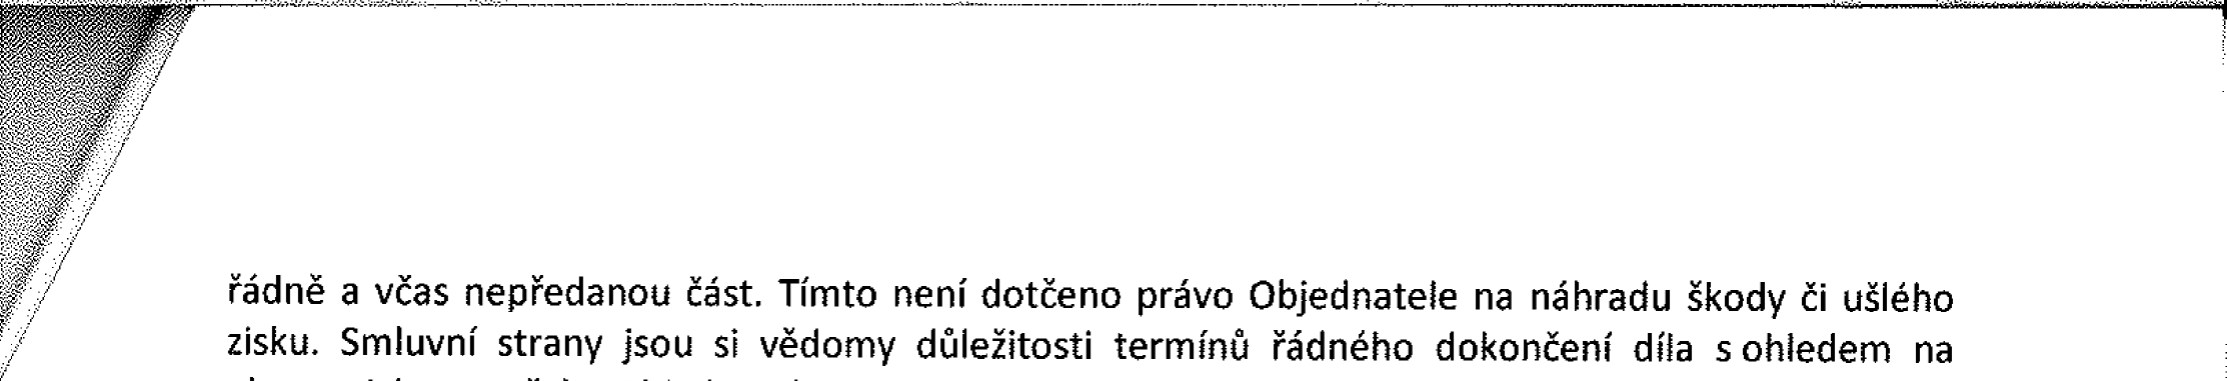 řádně a včas nepředanou část. Tímto není dotčeno právo Objednatele na náhradu škody či ušlého
zisku. Smluvní strany jsou si vědomy důležitosti termínů řádného dokončení díla s ohledem na